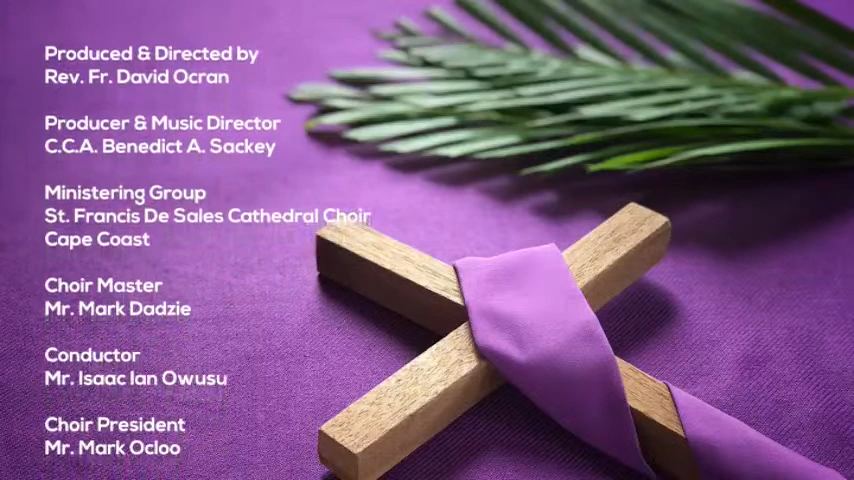 Produced & Directed by
Rev. Fr. David Ocran
Producer & Music Director
C.C.A. Benedict A. Sackey
Ministering Group
St. Francis De Sales Cathedral Choir
Cape Coast
Choir Master
Mr. Mark Dadzie
Conductor
Mr. Isaac Ian Owusu
Choir President
Mr. Mark Ocloo